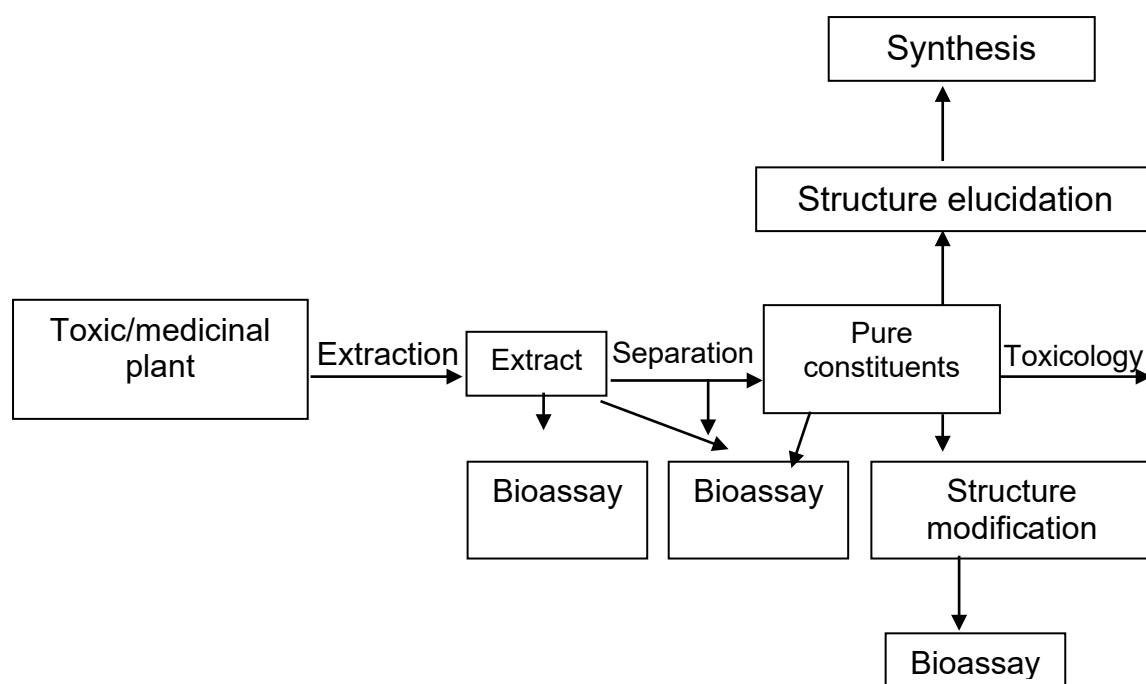 Synthesis
Structure elucidation
Toxic/medicinal
plant
Extraction
Extract
Separation
Pure
constituents
Toxicology
Bioassay
Bioassay
Structure
modification
Bioassay